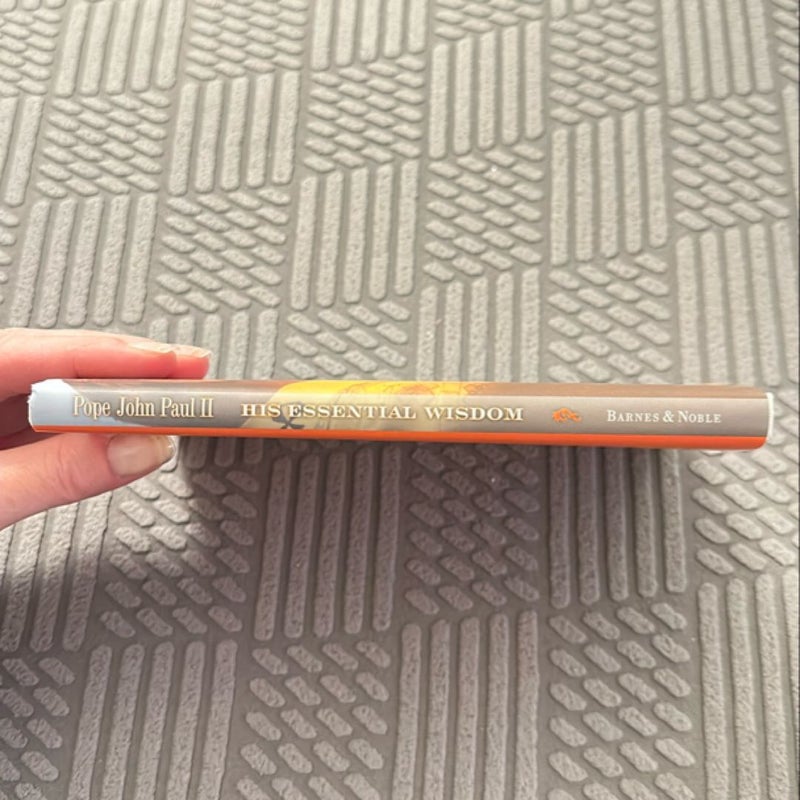 Pope John Paul II HIS ESSENTIAL WISDOM BARNES & NOBLE